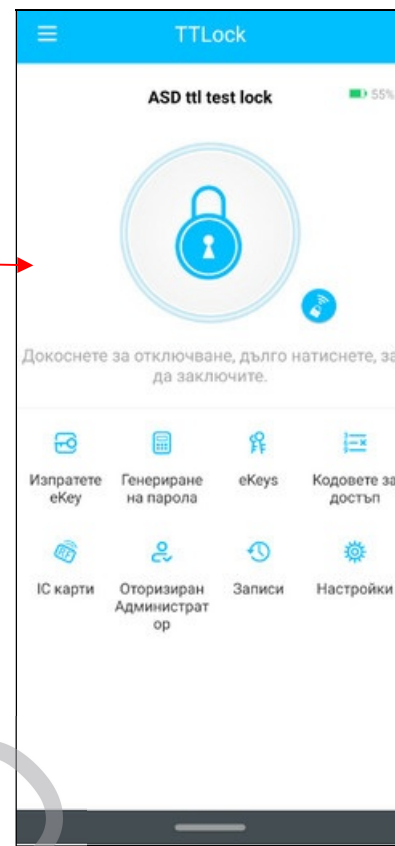 TTLock
ASD ttl test lock
55%
Докоснете за отключване, дълго натиснете, за
да заключите.
Изпратете
eKey
Генериране
на парола
eKeys
Кодовете за
достъп
IC карти
Оторизиран
Администрат
ор
Записи
Настройки